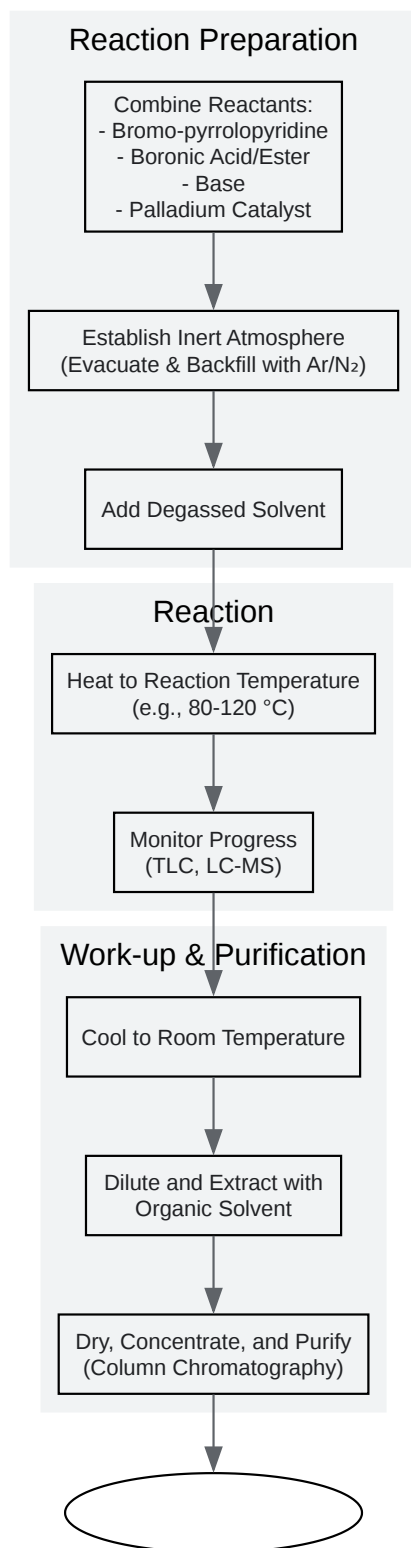 Reaction Preparation
Combine Reactants:
- Bromo-pyrrolopyridine
- Boronic Acid/Ester
- Base
- Palladium Catalyst
Establish Inert Atmosphere
(Evacuate & Backfill with Ar/N₂)
Add Degassed Solvent
Reaction
Heat to Reaction Temperature
(e.g., 80-120 °C)
Monitor Progress
(TLC, LC-MS)
Work-up & Purification
Cool to Room Temperature
Dilute and Extract with
Organic Solvent
Dry, Concentrate, and Purify
(Column Chromatography)